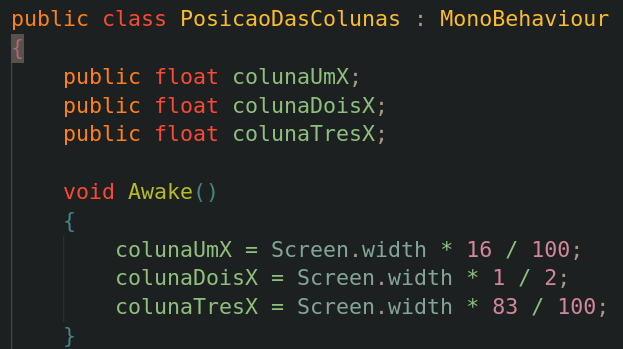 public class PosicaoDasColunas : MonoBehaviour
{
    public float colunaUmX;
    public float colunaDoisX;
    public float colunaTresX;

    void Awake()
    {
        colunaUmX = Screen.width * 16 / 100;
        colunaDoisX = Screen.width * 1 / 2;
        colunaTresX = Screen.width * 83 / 100;
    }